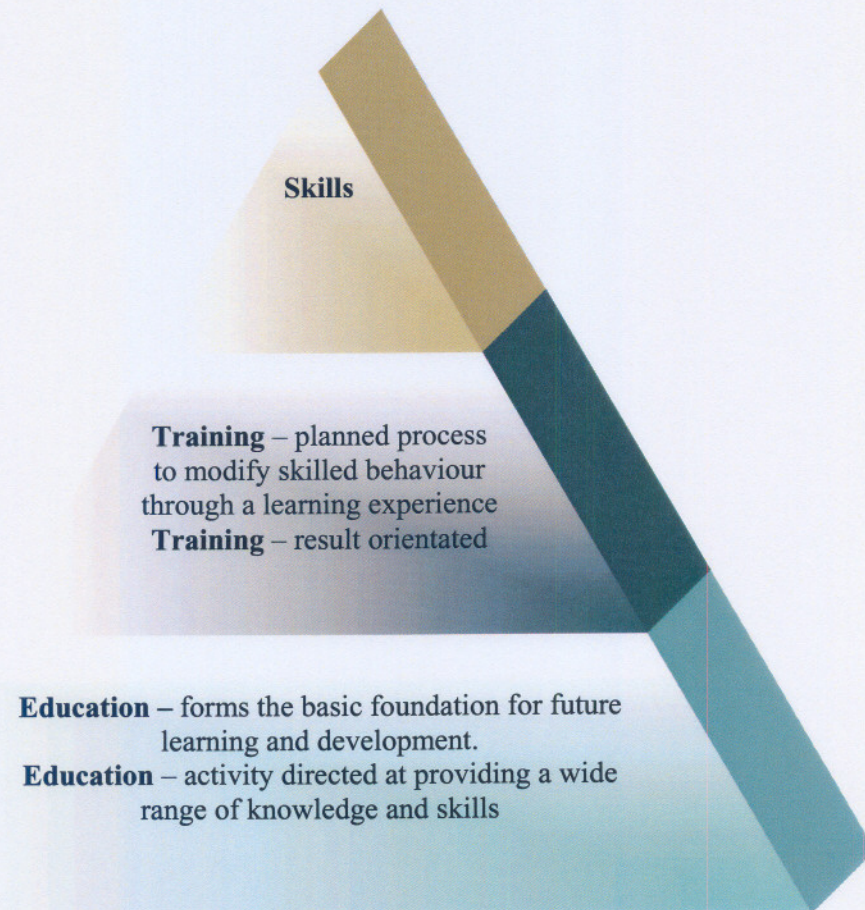 Skills
Training – planned process
to modify skilled behaviour
through a learning experience
Training – result orientated
Education – forms the basic foundation for future
learning and development.
Education – activity directed at providing a wide
range of knowledge and skills